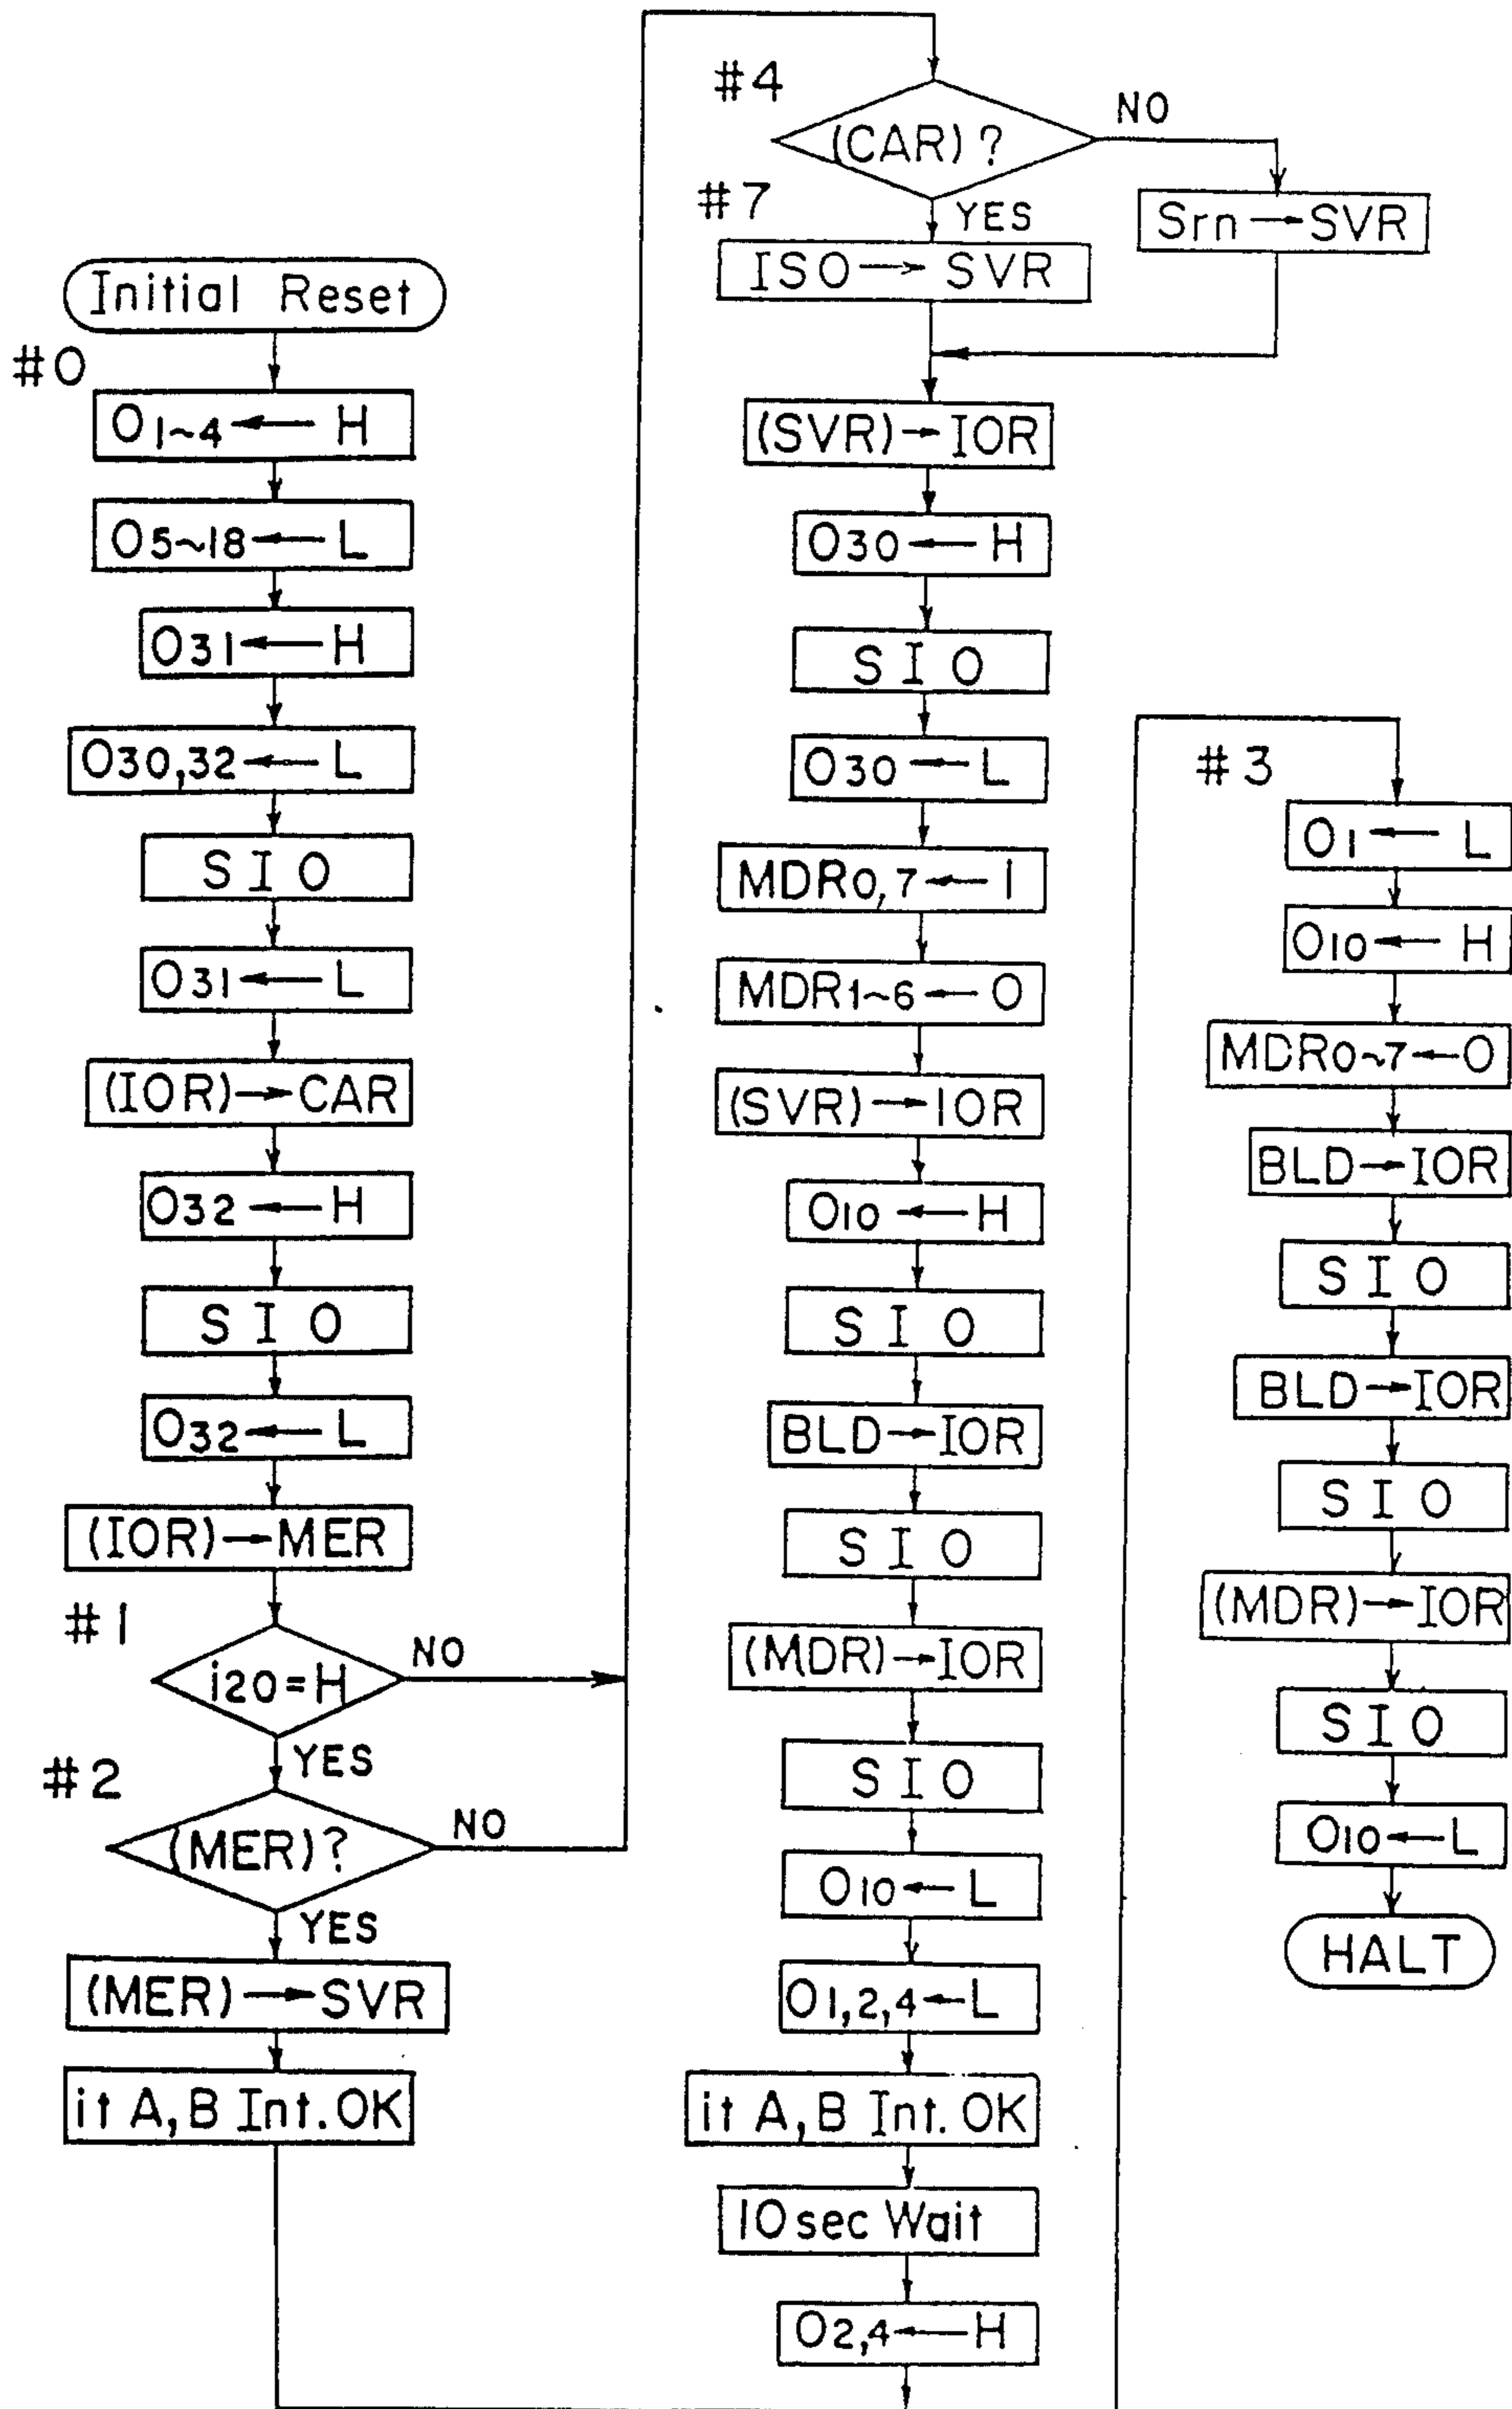 Initial Reset
#0
O1~4 ← H
O5~18 ← L
O31 ← H
O30,32 ← L
SIO
O31 ← L
(IOR) → CAR
O32 ← H
SIO
O32 ← L
(IOR) → MER
#1
i20=H
NO
YES
#2
(MER)?
NO
YES
(MER) → SVR
it A,B Int.OK
#4
(CAR)?
NO
Srn → SVR
#7
YES
ISO → SVR
(SVR) → IOR
O30 ← H
SIO
O30 ← L
MDR0,7 ← 1
MDR1~6 ← O
(SVR) → IOR
O10 ← H
SIO
BLD → IOR
SIO
(MDR) → IOR
SIO
O10 ← L
O1,2,4 ← L
it A,B Int.OK
10sec Wait
O2,4 ← H
#3
O1 ← L
O10 ← H
MDR0~7 ← O
BLD → IOR
SIO
BLD → IOR
SIO
(MDR) → IOR
SIO
O10 ← L
HALT